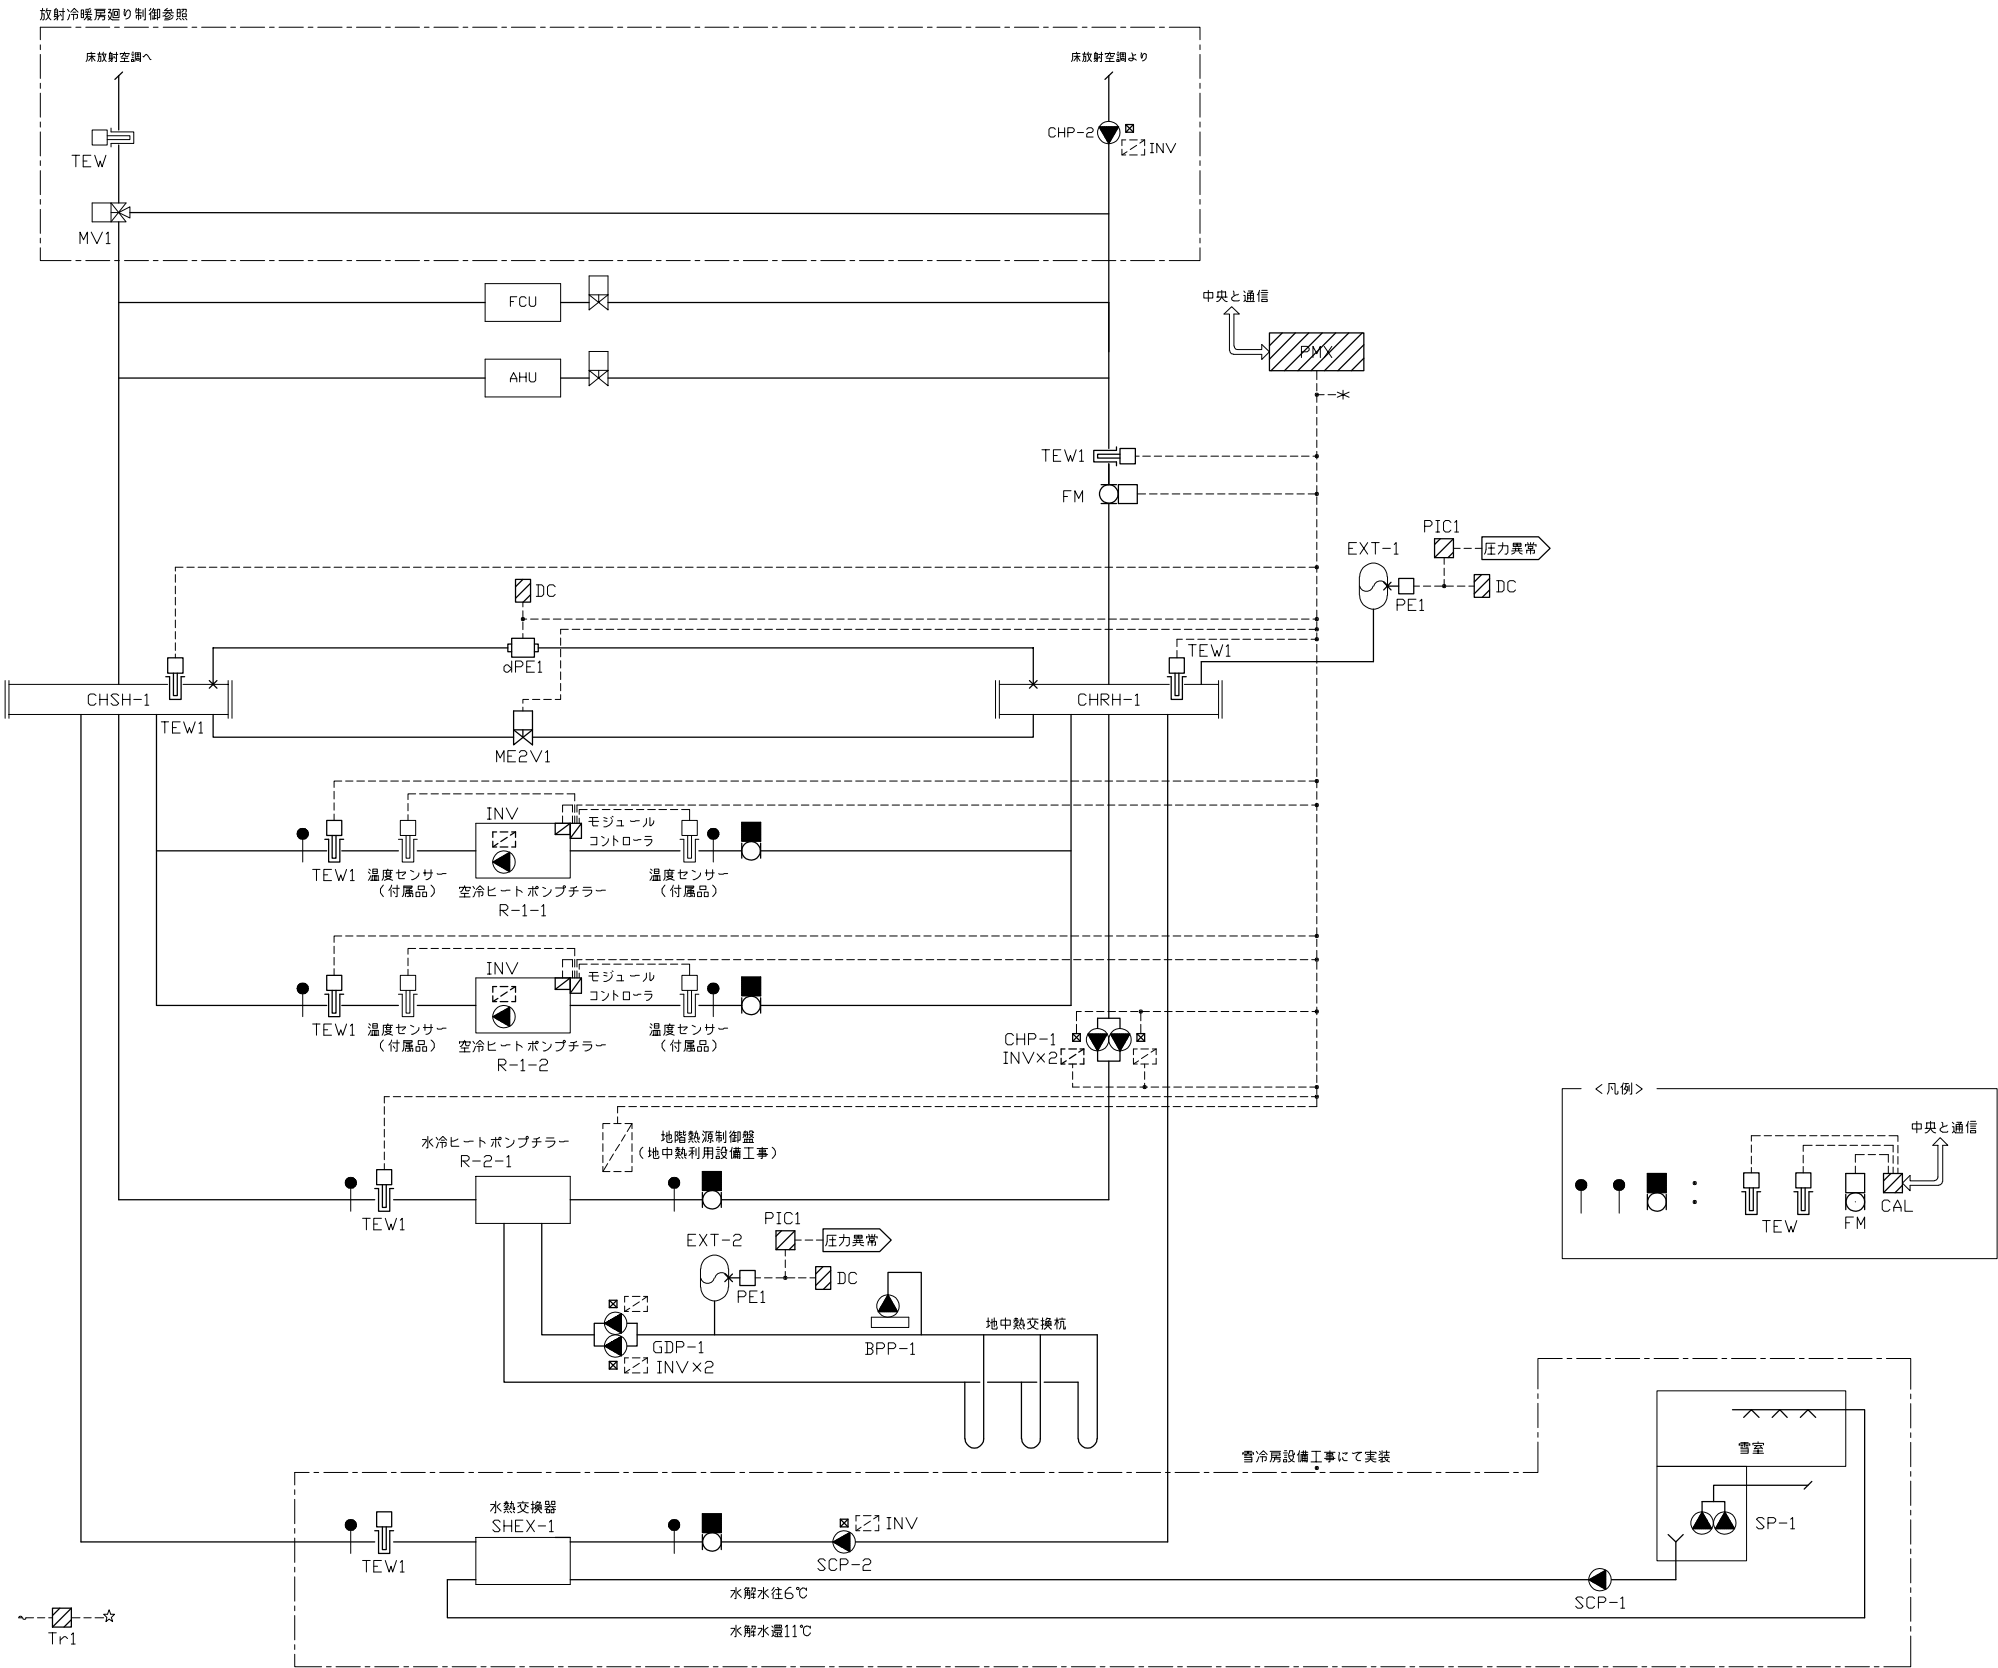 放射冷暖房廻り制御参照
床放射空調へ
床放射空調より
CHP-2
INV
TEW
MV1
FCU
中央と通信
PMX
AHU
TEW1
FM
PIC1
EXT-1
圧力異常
DC
PE1
DC
dPE1
TEW1
CHSH-1
CHRH-1
TEW1
ME2V1
INV
モジュール
コントローラ
TEW1
温度センサー
(付属品)
空冷ヒートポンプチラー
R-1-1
温度センサー
(付属品)
INV
モジュール
コントローラ
TEW1
温度センサー
(付属品)
空冷ヒートポンプチラー
R-1-2
温度センサー
(付属品)
CHP-1
INV×2
<凡例>
中央と通信
TEW
FM
CAL
水冷ヒートポンプチラー
R-2-1
地階熱源制御盤
(地中熱利用設備工事)
TEW1
PIC1
EXT-2
圧力異常
DC
PE1
GDP-1
INV×2
BPP-1
地中熱交換杭
雪冷房設備工事にて実装
雪室
水熱交換器
SHEX-1
INV
SP-1
TEW1
SCP-2
水解水往6℃
SCP-1
水解水還11℃
Tr1